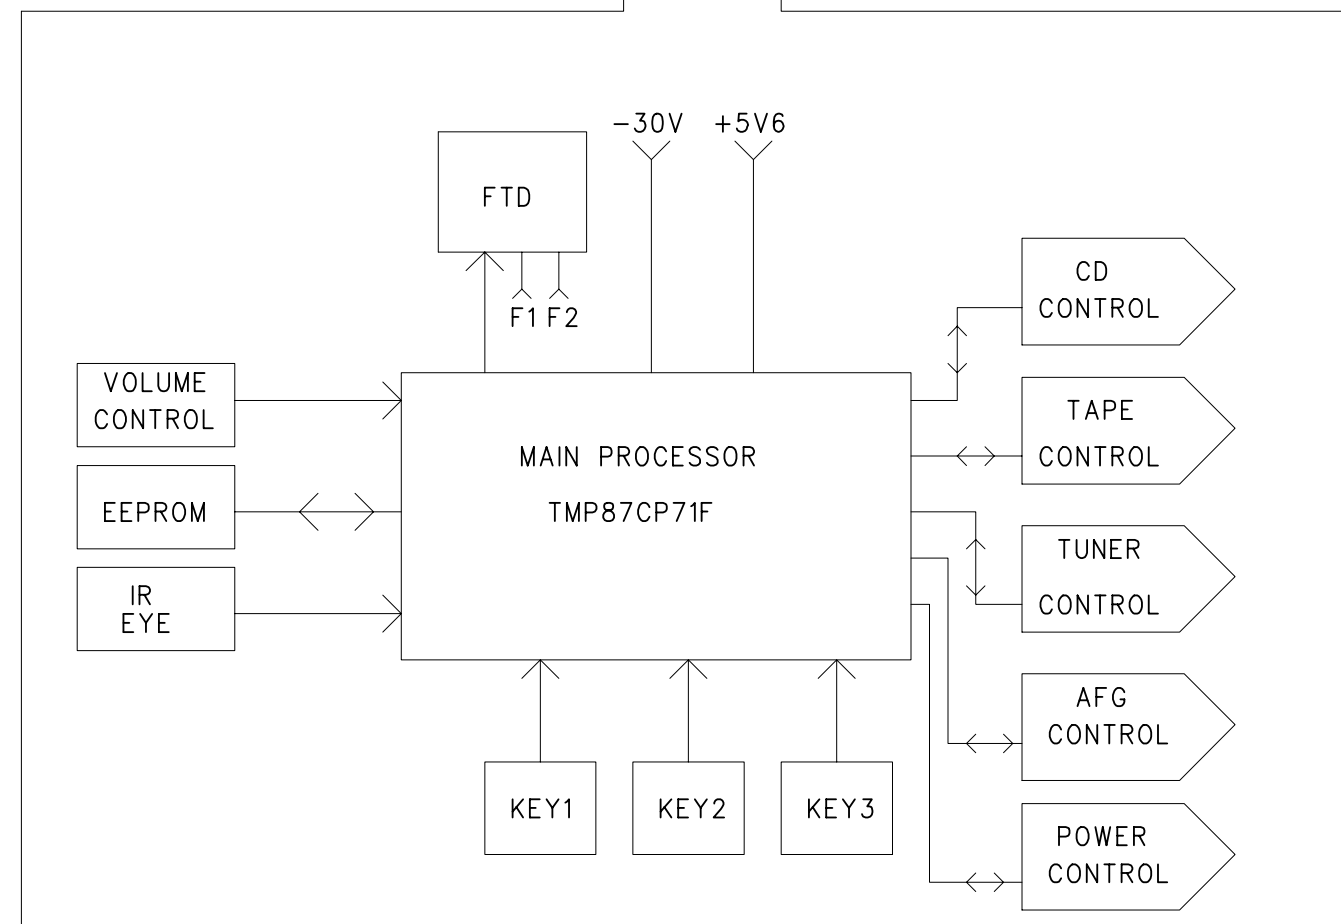 -30V +5V6
FTD
F1 F2
CD
CONTROL
VOLUME
CONTROL
TAPE
CONTROL
MAIN PROCESSOR
TMP87CP71F
EEPROM
TUNER
CONTROL
IR
EYE
AFG
CONTROL
KEY1 KEY2 KEY3
POWER
CONTROL